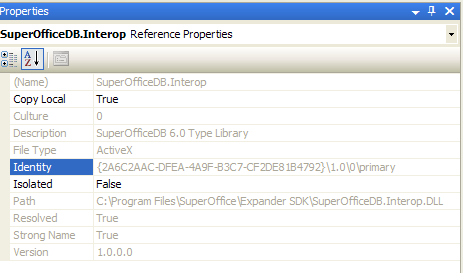 Properties
SuperOfficeDB.Interop Reference Properties
(Name) SuperOfficeDB.Interop
Copy Local True
Culture 0
Description SuperOfficeDB 6.0 Type Library
File Type ActiveX
Identity {2A6C2AAC-DFEA-4A9F-B3C7-CF2DE81B4792}\1.0\0\primary
Isolated False
Path C:\Program Files\SuperOffice\Expander SDK\SuperOfficeDB.Interop.DLL
Resolved True
Strong Name True
Version 1.0.0.0